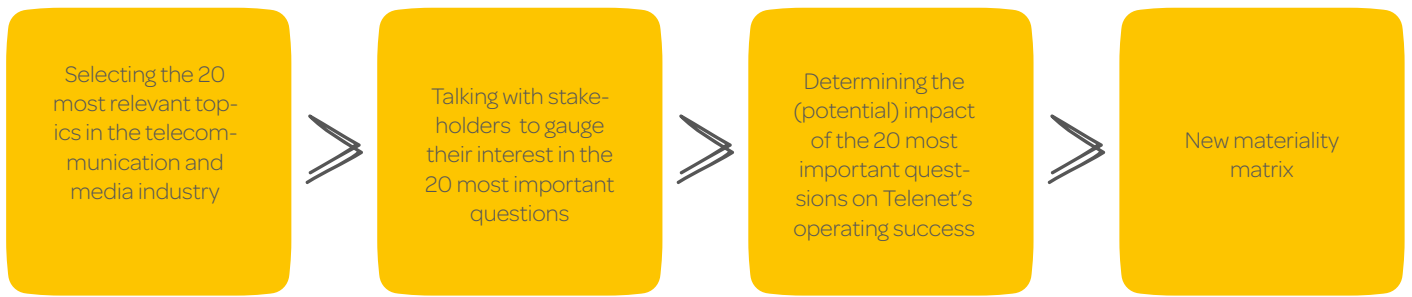 Selecting the 20
most relevant top-
ics in the telecom-
munication and
media industry
Talking with stake-
holders to gauge
their interest in the
20 most important
questions
Determining the
(potential) impact
of the 20 most
important quest-
sions on Telenet's
operating success
New materiality
matrix